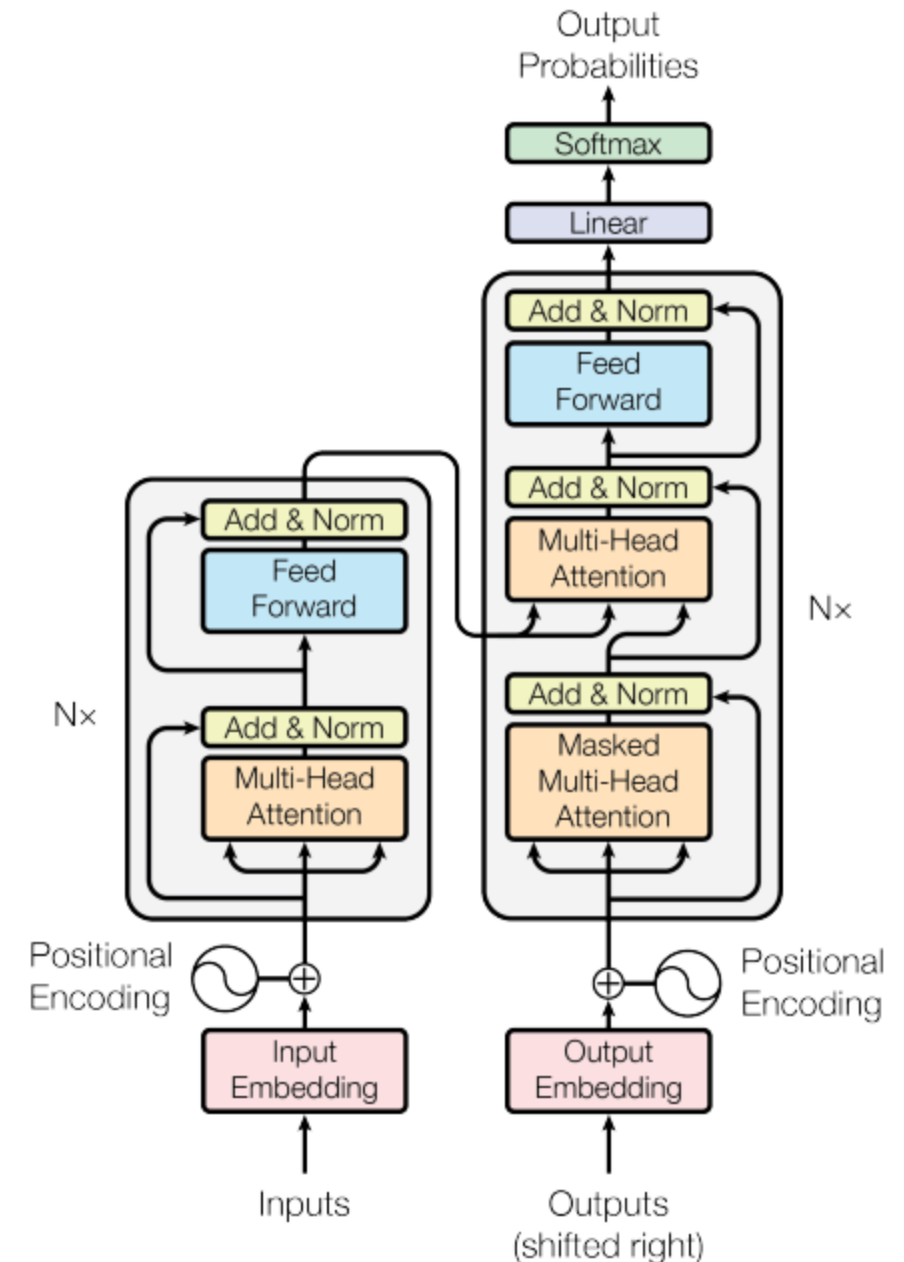 Output
Probabilities
Softmax
Linear
Add & Norm
Feed
Forward
Add & Norm
Multi-Head
Attention
Add & Norm
Masked
Multi-Head
Attention
Nx
Add & Norm
Feed
Forward
Add & Norm
Multi-Head
Attention
N×
Positional
Encoding
Positional
Encoding
Input
Embedding
Output
Embedding
Inputs
Outputs
(shifted right)